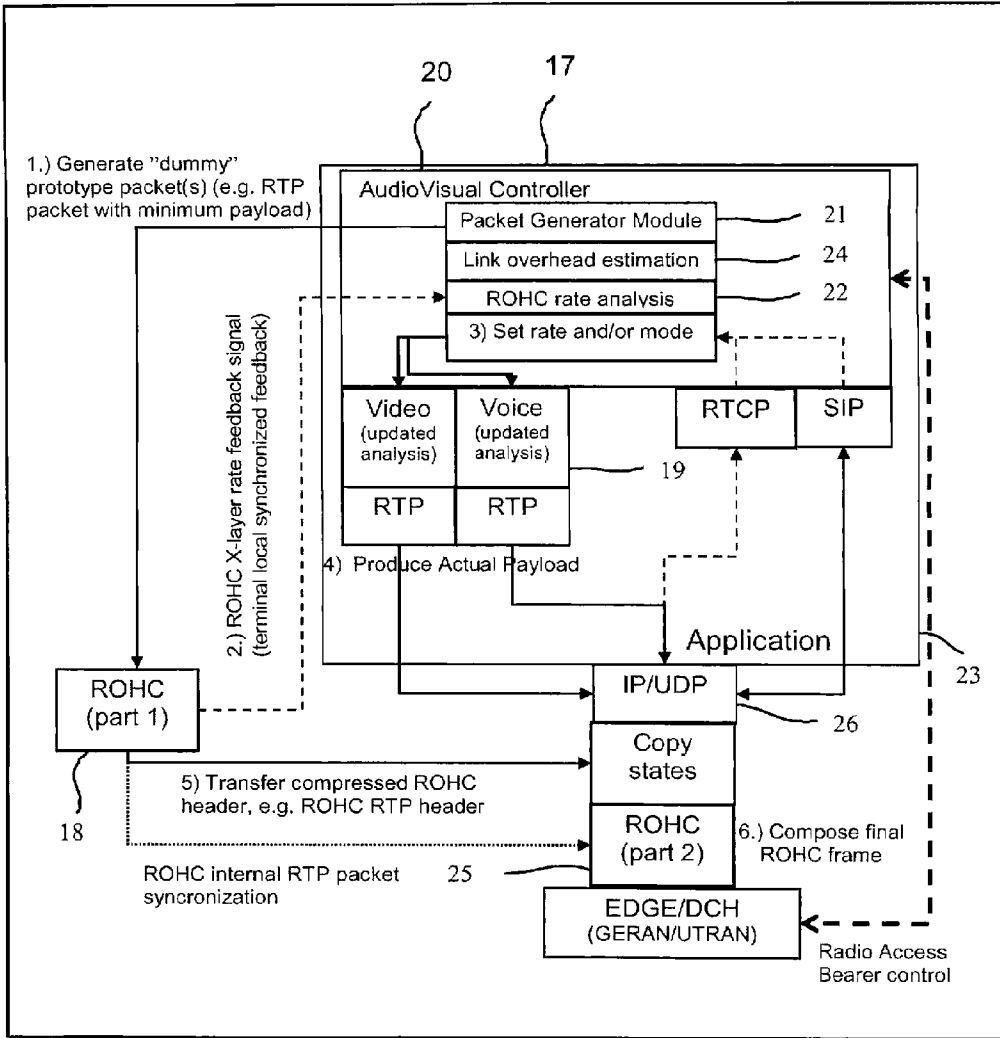 20
17
1.) Generate "dummy"
prototype packet(s) (e.g. RTP
packet with minimum payload)
AudioVisual Controller
Packet Generator Module
21
Link overhead estimation
24
ROHC rate analysis
22
3) Set rate and/or mode
2.) ROHC X-layer rate feedback signal
(terminal local synchronized feedback)
Video
(updated
analysis)
Voice
(updated
analysis)
RTCP
SIP
19
RTP
RTP
4) Produce Actual Payload
Application
23
ROHC
(part 1)
18
IP/UDP
26
Copy
states
5) Transfer compressed ROHC
header, e.g. ROHC RTP header
ROHC
(part 2)
6.) Compose final
ROHC frame
ROHC internal RTP packet
syncronization
25
EDGE/DCH
(GERAN/UTRAN)
Radio Access
Bearer control